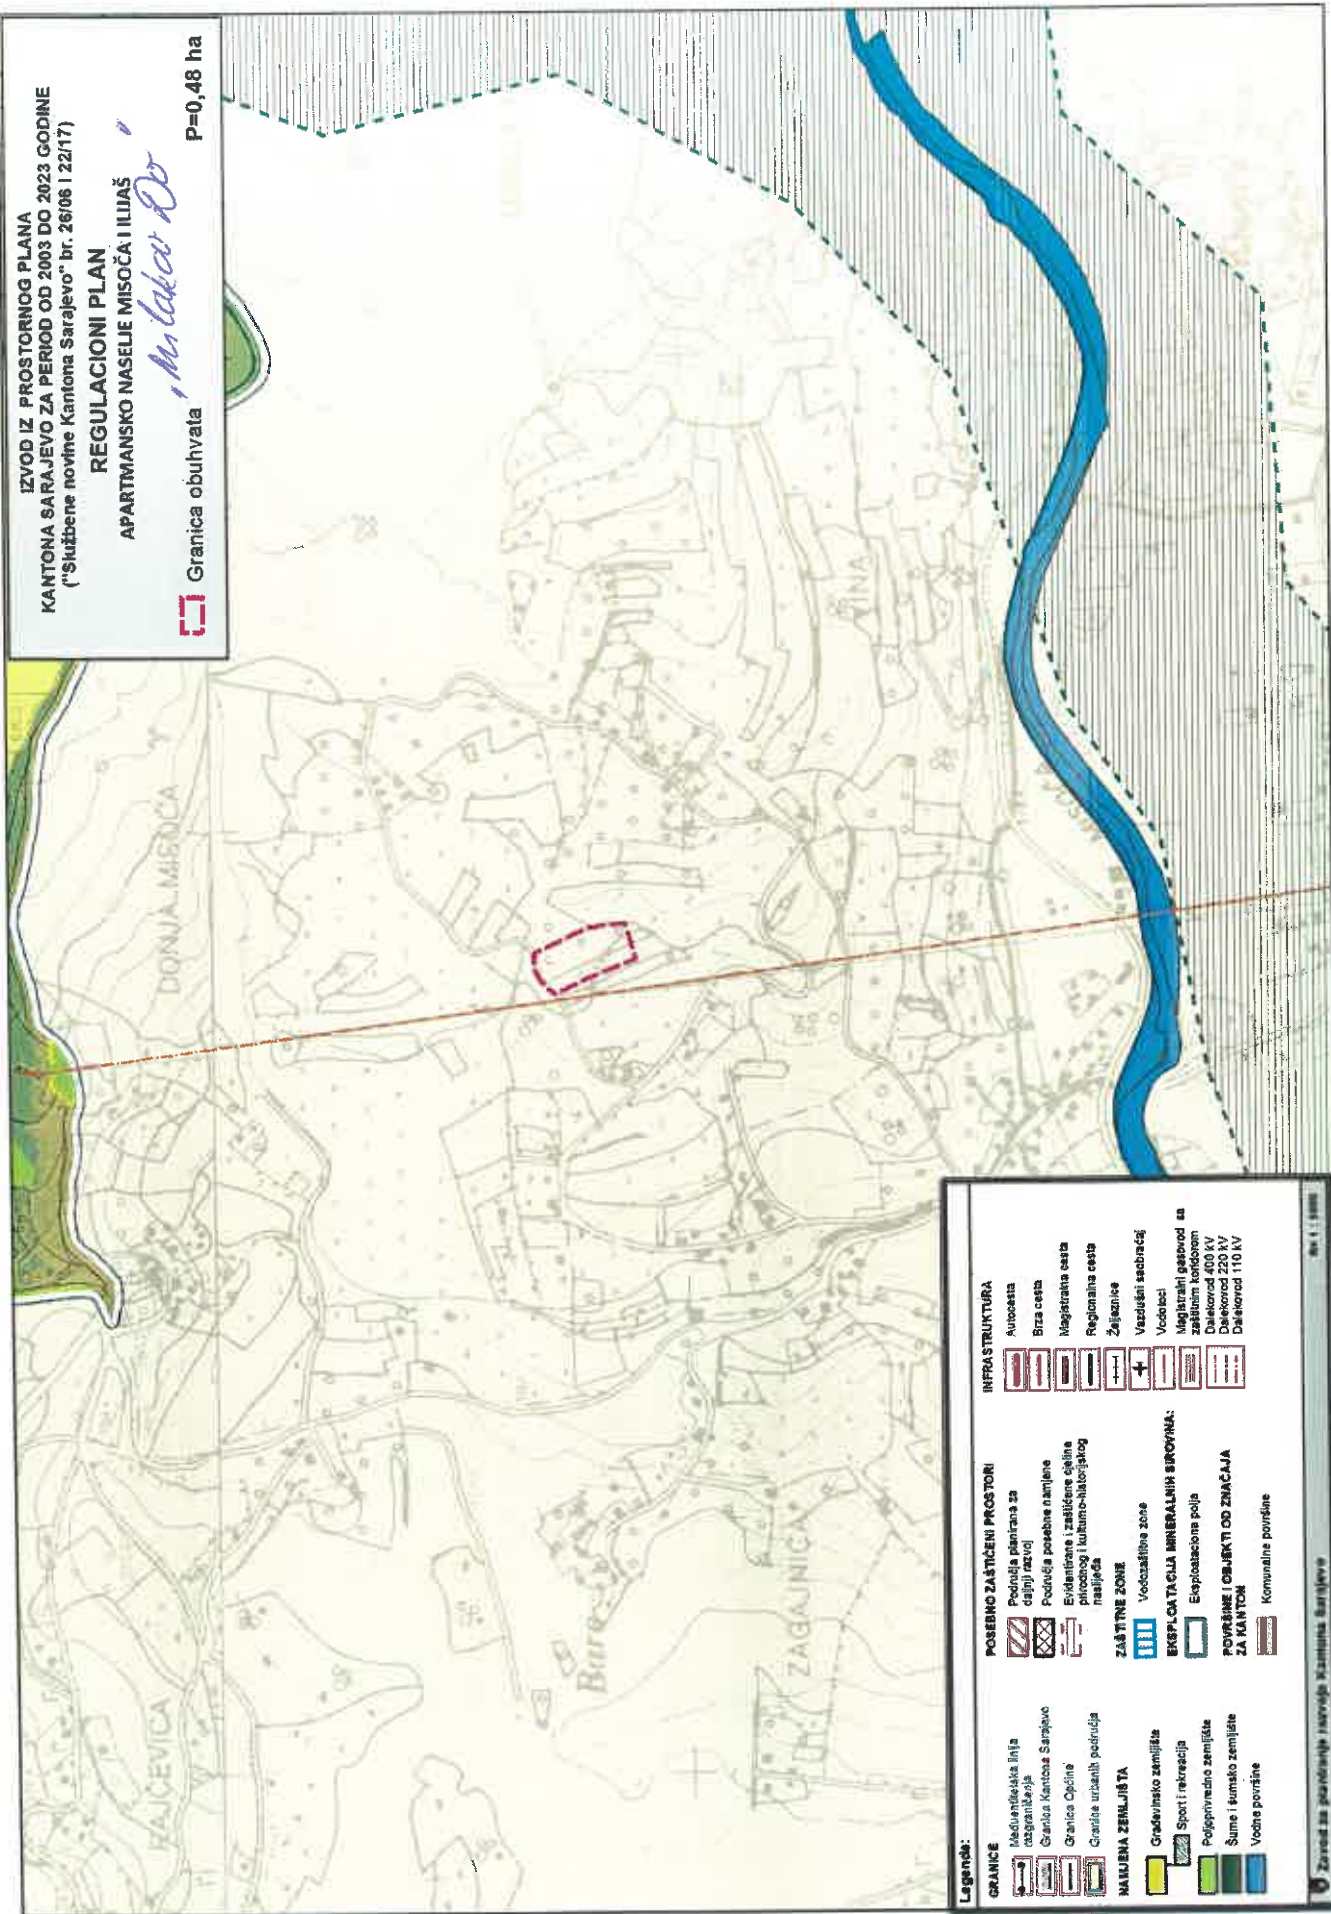 IZVOD IZ PROSTORNOG PLANA
KANTONA SARAJEVO ZA PERIOD OD 2003 DO 2023 GODINE
("Službene novine Kantona Sarajevo" br. 26/06 i 22/17)
REGULACIONI PLAN
APARTMANSKO NASELJE MISOČA I ILIJAŠ
„Milakov Do"
Granica obuhvata
P=0,48 ha
DONJA MISOČA
VINA
HAJČEVICA
Bare
ZAGAJNICA
Legenda:
GRANICE
Međuentitetska linija
razgraničenja
Granica Kantona Sarajevo
Granica Općine
Granice urbanih područja
NAMJENA ZEMLJIŠTA
Građevinsko zemljište
Sport i rekreacija
Poljoprivredno zemljište
Šume i šumsko zemljište
Vodne površine
POSEBNO ZAŠTIĆENI PROSTORI
Područja planirana za
daljnji razvoj
Područja posebne namjene
Evidentirane i zaštićene cjeline
prirodnog i kulturno-historijskog
naslijeđa
ZAŠTITNE ZONE
Vodozaštitne zone
EKSPLOATACIJA MINERALNIH SIROVINA:
Eksploataciona polja
POVRŠINE I OBJEKTI OD ZNAČAJA
ZA KANTON
Komunalne površine
INFRASTRUKTURA
Autocesta
Brza cesta
Magistralna cesta
Regionalna cesta
Željeznice
Vazdušni saobraćaj
Vodotoci
Magistralni gasovod sa
zaštitnim koridorom
Dalekovod 400 kV
Dalekovod 220 kV
Dalekovod 110 kV
Zavod za planiranje razvoja Kantona Sarajevo